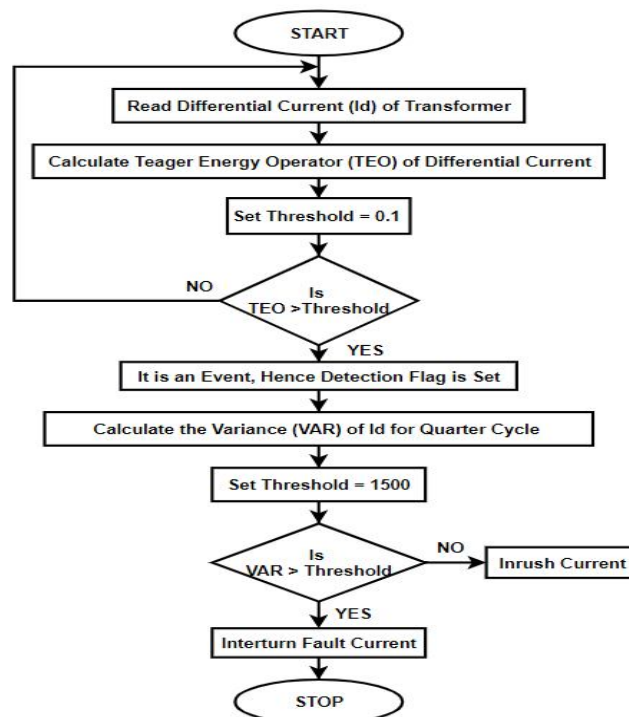 START
Read Differential Current (Id) of Transformer
Calculate Teager Energy Operator (TEO) of Differential Current
Set Threshold = 0.1
NO
Is
TEO >Threshold
YES
It is an Event, Hence Detection Flag is Set
Calculate the Variance (VAR) of Id for Quarter Cycle
Set Threshold = 1500
Is
VAR > Threshold
NO
Inrush Current
YES
Interturn Fault Current
STOP